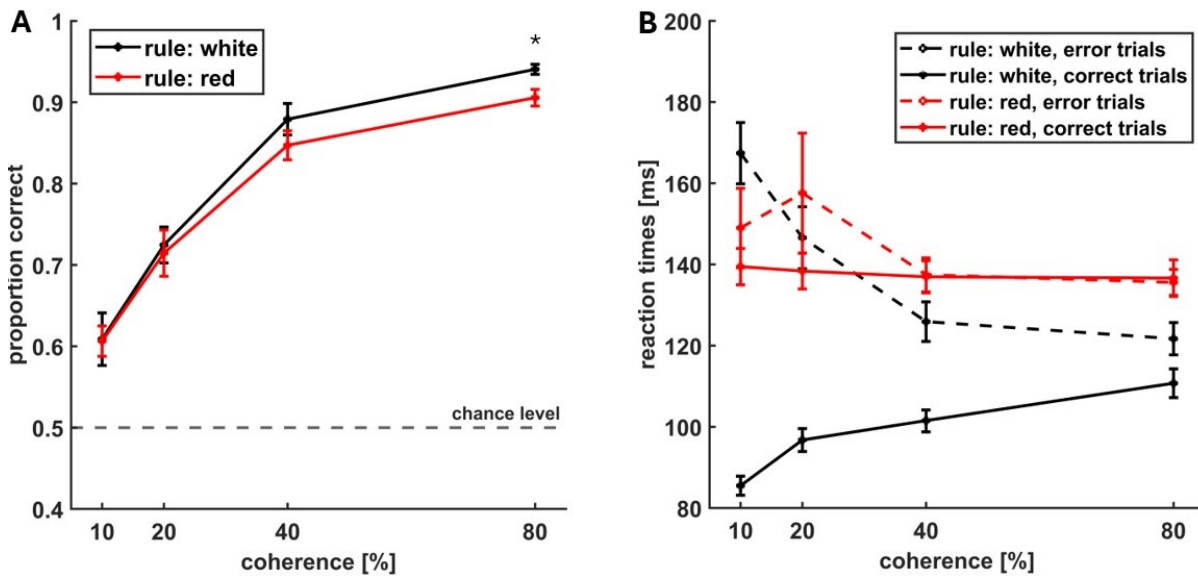 A
1
0.9
0.8
0.7
0.6
0.5
0.4
proportion correct
rule: white
rule: red
*
chance level
10 20 40 80
coherence [%]
B
200
180
160
140
120
100
80
reaction times [ms]
rule: white, error trials
rule: white, correct trials
rule: red, error trials
rule: red, correct trials
10 20 40 80
coherence [%]